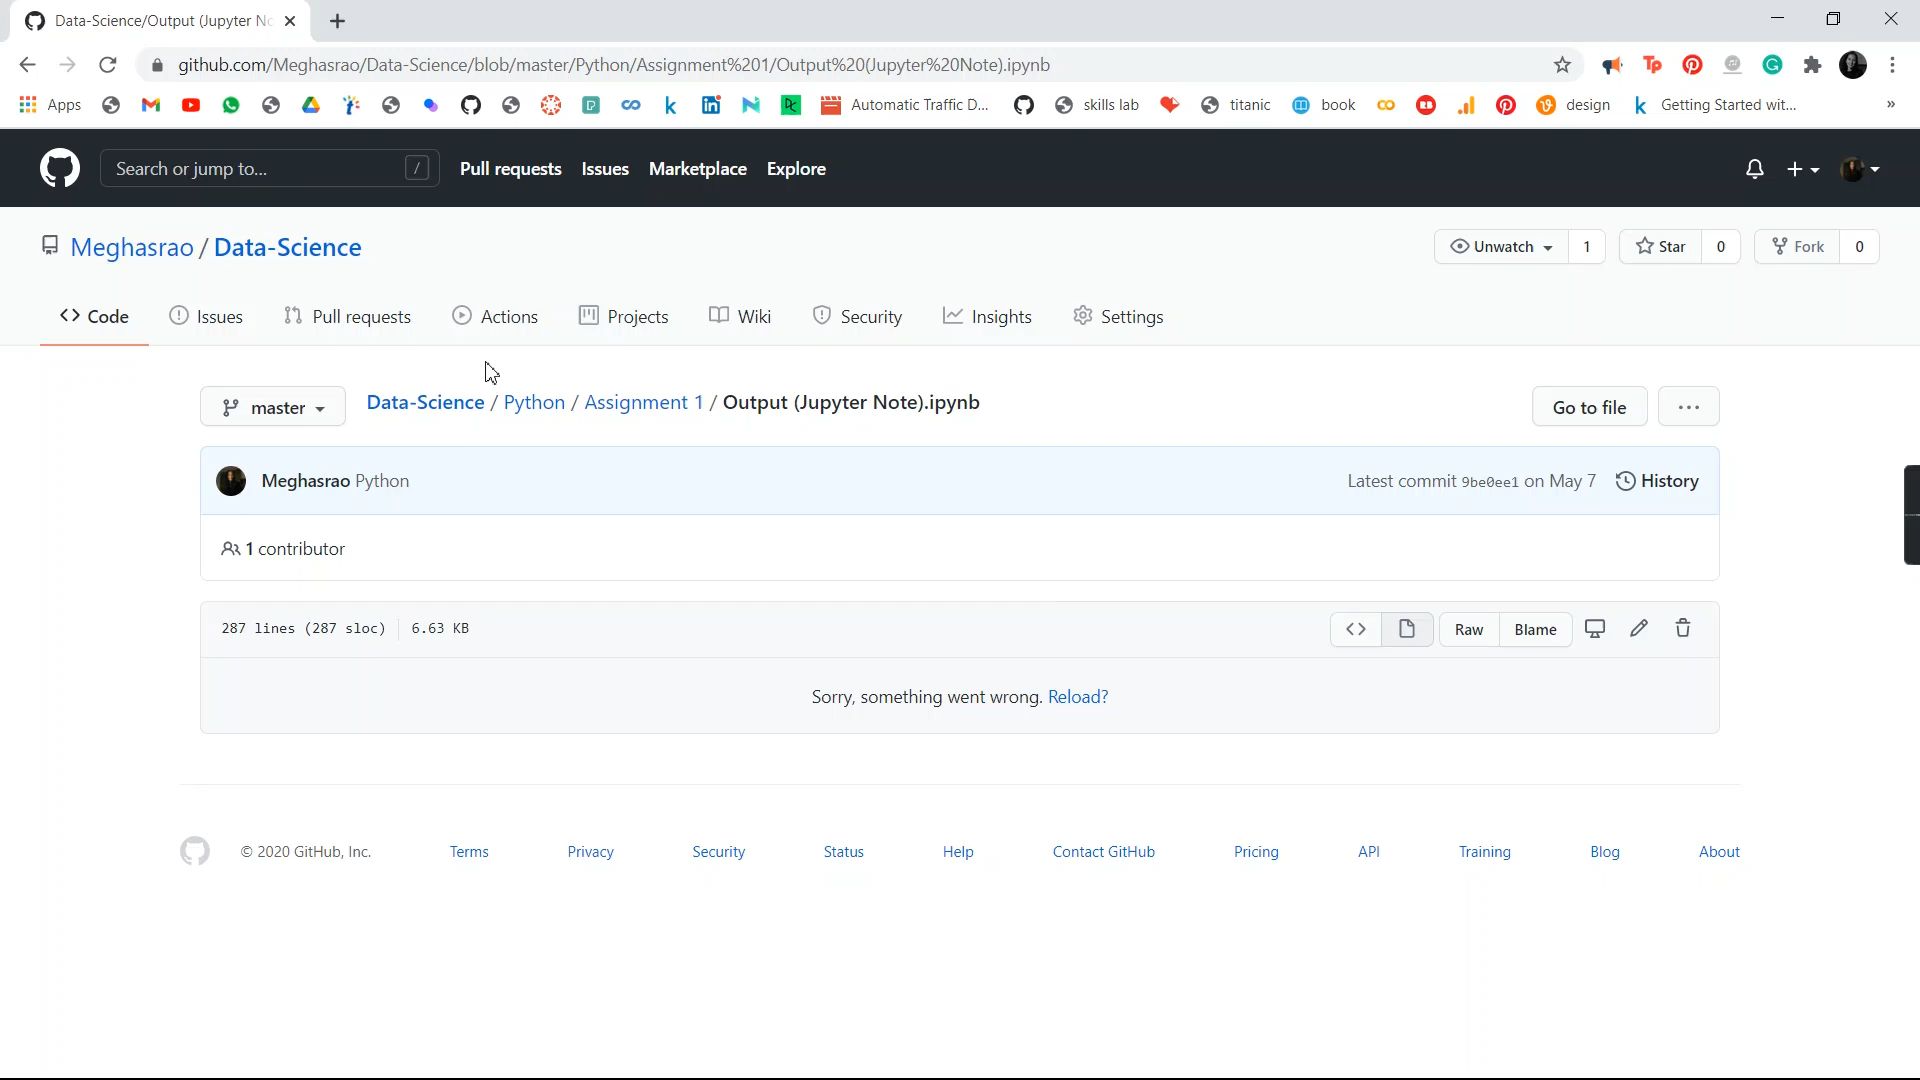 Data-Science/Output (Jupyter No
github.com/Meghasrao/Data-Science/blob/master/Python/Assignment%201/Output%20(Jupyter%20Note).ipynb
Apps Automatic Traffic D... skills lab titanic book design Getting Started wit... »
Search or jump to... / Pull requests Issues Marketplace Explore
Meghasrao / Data-Science Unwatch 1 Star 0 Fork 0
Code Issues Pull requests Actions Projects Wiki Security Insights Settings
master Data-Science / Python / Assignment 1 / Output (Jupyter Note).ipynb Go to file ...
Meghasrao Python Latest commit 9be0ee1 on May 7 History
1 contributor
287 lines (287 sloc) 6.63 KB <> Raw Blame
Sorry, something went wrong. Reload?
© 2020 GitHub, Inc. Terms Privacy Security Status Help Contact GitHub Pricing API Training Blog About